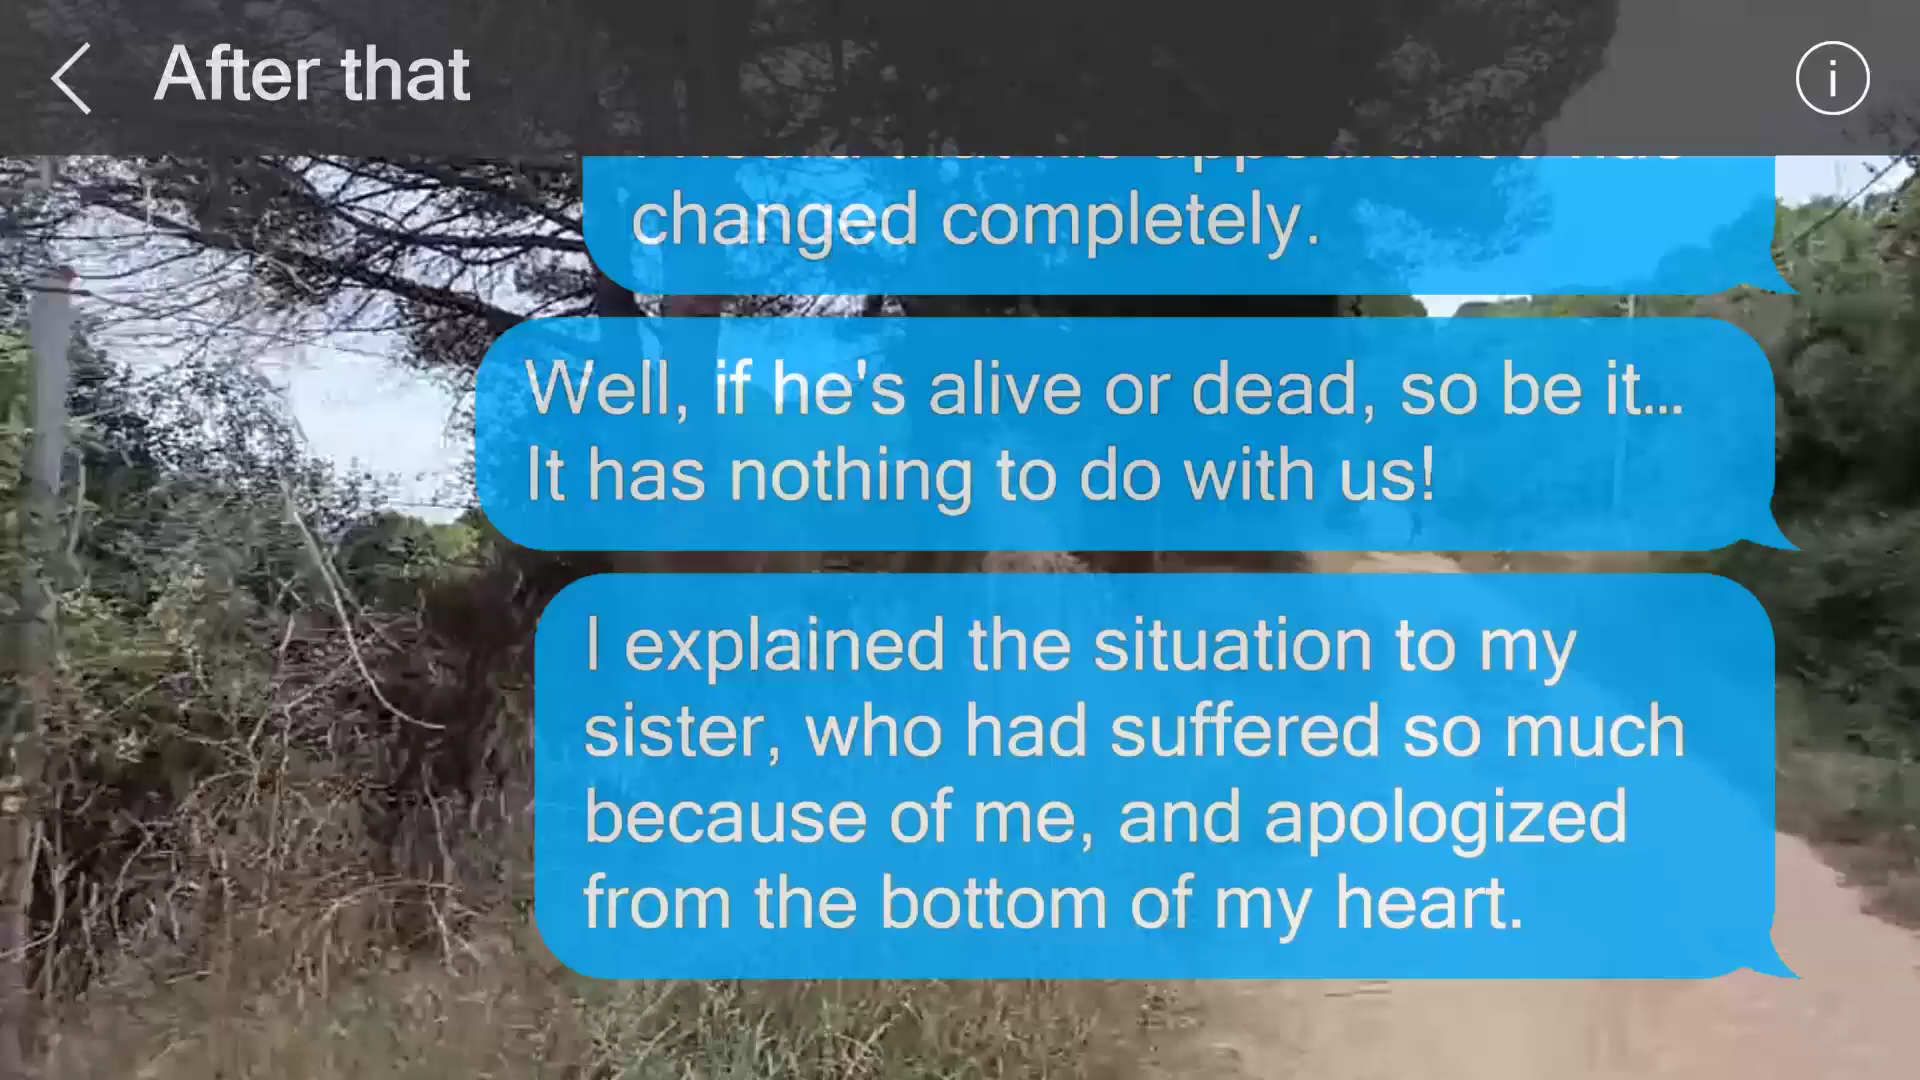 After that
changed completely.
Well, if he's alive or dead, so be it...
It has nothing to do with us!
I explained the situation to my
sister, who had suffered so much
because of me, and apologized
from the bottom of my heart.